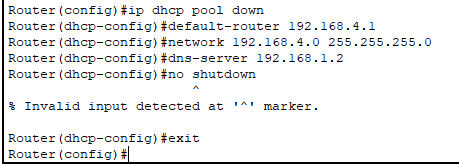 Router(config)#ip dhcp pool down
Router(dhcp-config)#default-router 192.168.4.1
Router(dhcp-config)#network 192.168.4.0 255.255.255.0
Router(dhcp-config)#dns-server 192.168.1.2
Router(dhcp-config)#no shutdown
^
% Invalid input detected at '^' marker.
Router(dhcp-config)#exit
Router(config)#